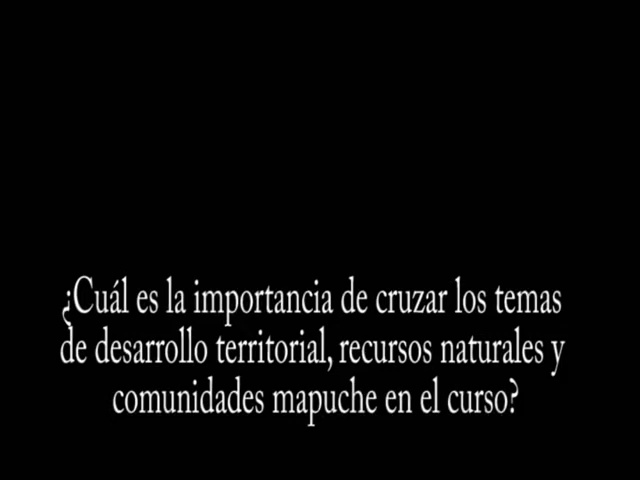 ¿Cuál es la importancia de cruzar los temas
de desarrollo territorial, recursos naturales y
comunidades mapuche en el curso?